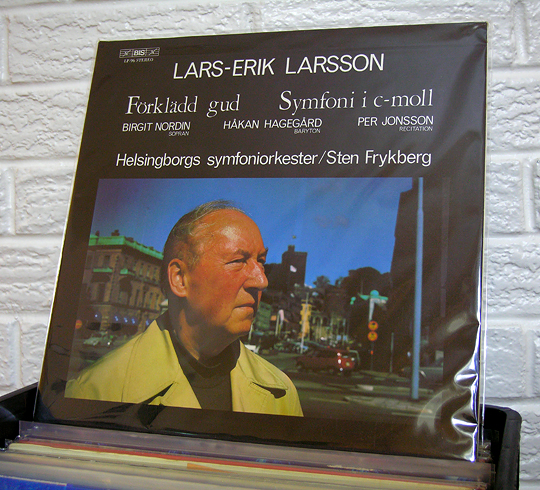 BIS
LP-96 STEREO
LARS-ERIK LARSSON
Förklädd gud Symfoni i c-moll
BIRGIT NORDIN HÅKAN HAGEGÅRD PER JONSSON
SOPRAN BARYTON RECITATION
Helsingborgs symfoniorkester/Sten Frykberg